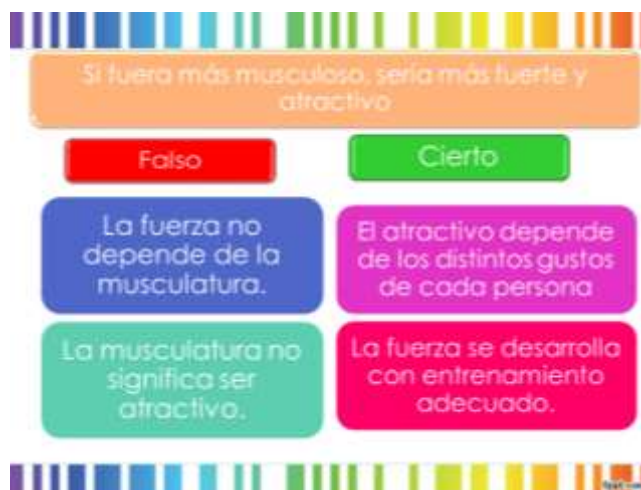 Si fuera más musculoso, sería más fuerte y
atractivo
Falso
Cierto
La fuerza no
depende de la
musculatura.
El atractivo depende
de los distintos gustos
de cada persona
La musculatura no
significa ser
atractivo.
La fuerza se desarrolla
con entrenamiento
adecuado.